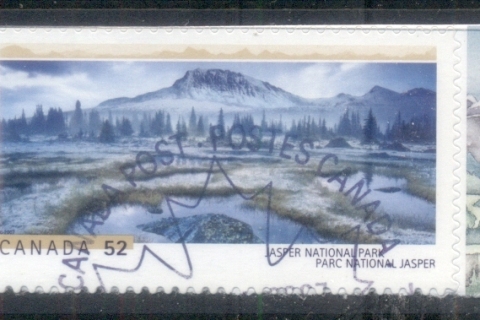 CANADA POST POSTES CANADA
CANADA 52
JASPER NATIONAL PARK
PARC NATIONAL JASPER